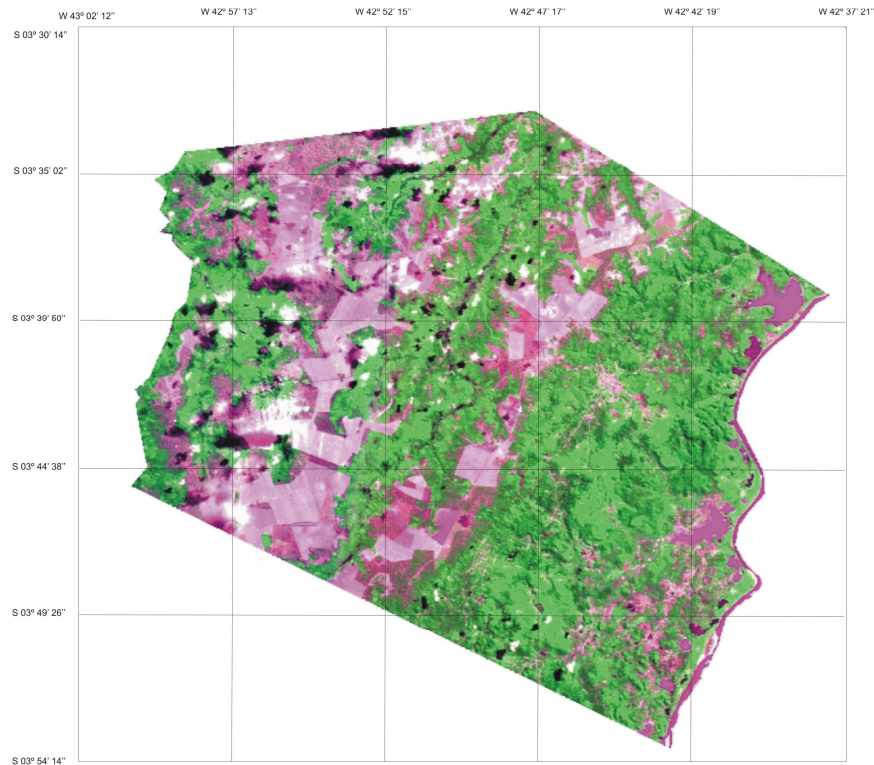 W 43º 02’ 12’’
W 42º 57’ 13’’
W 42º 52’ 15’’
W 42º 47’ 17’’
W 42º 42’ 19’’
W 42º 37’ 21’’
S 03º 30’ 14’’
S 03º 35’ 02’’
S 03º 39’ 60’’
S 03º 44’ 38’’
S 03º 49’ 26’’
S 03º 54’ 14’’